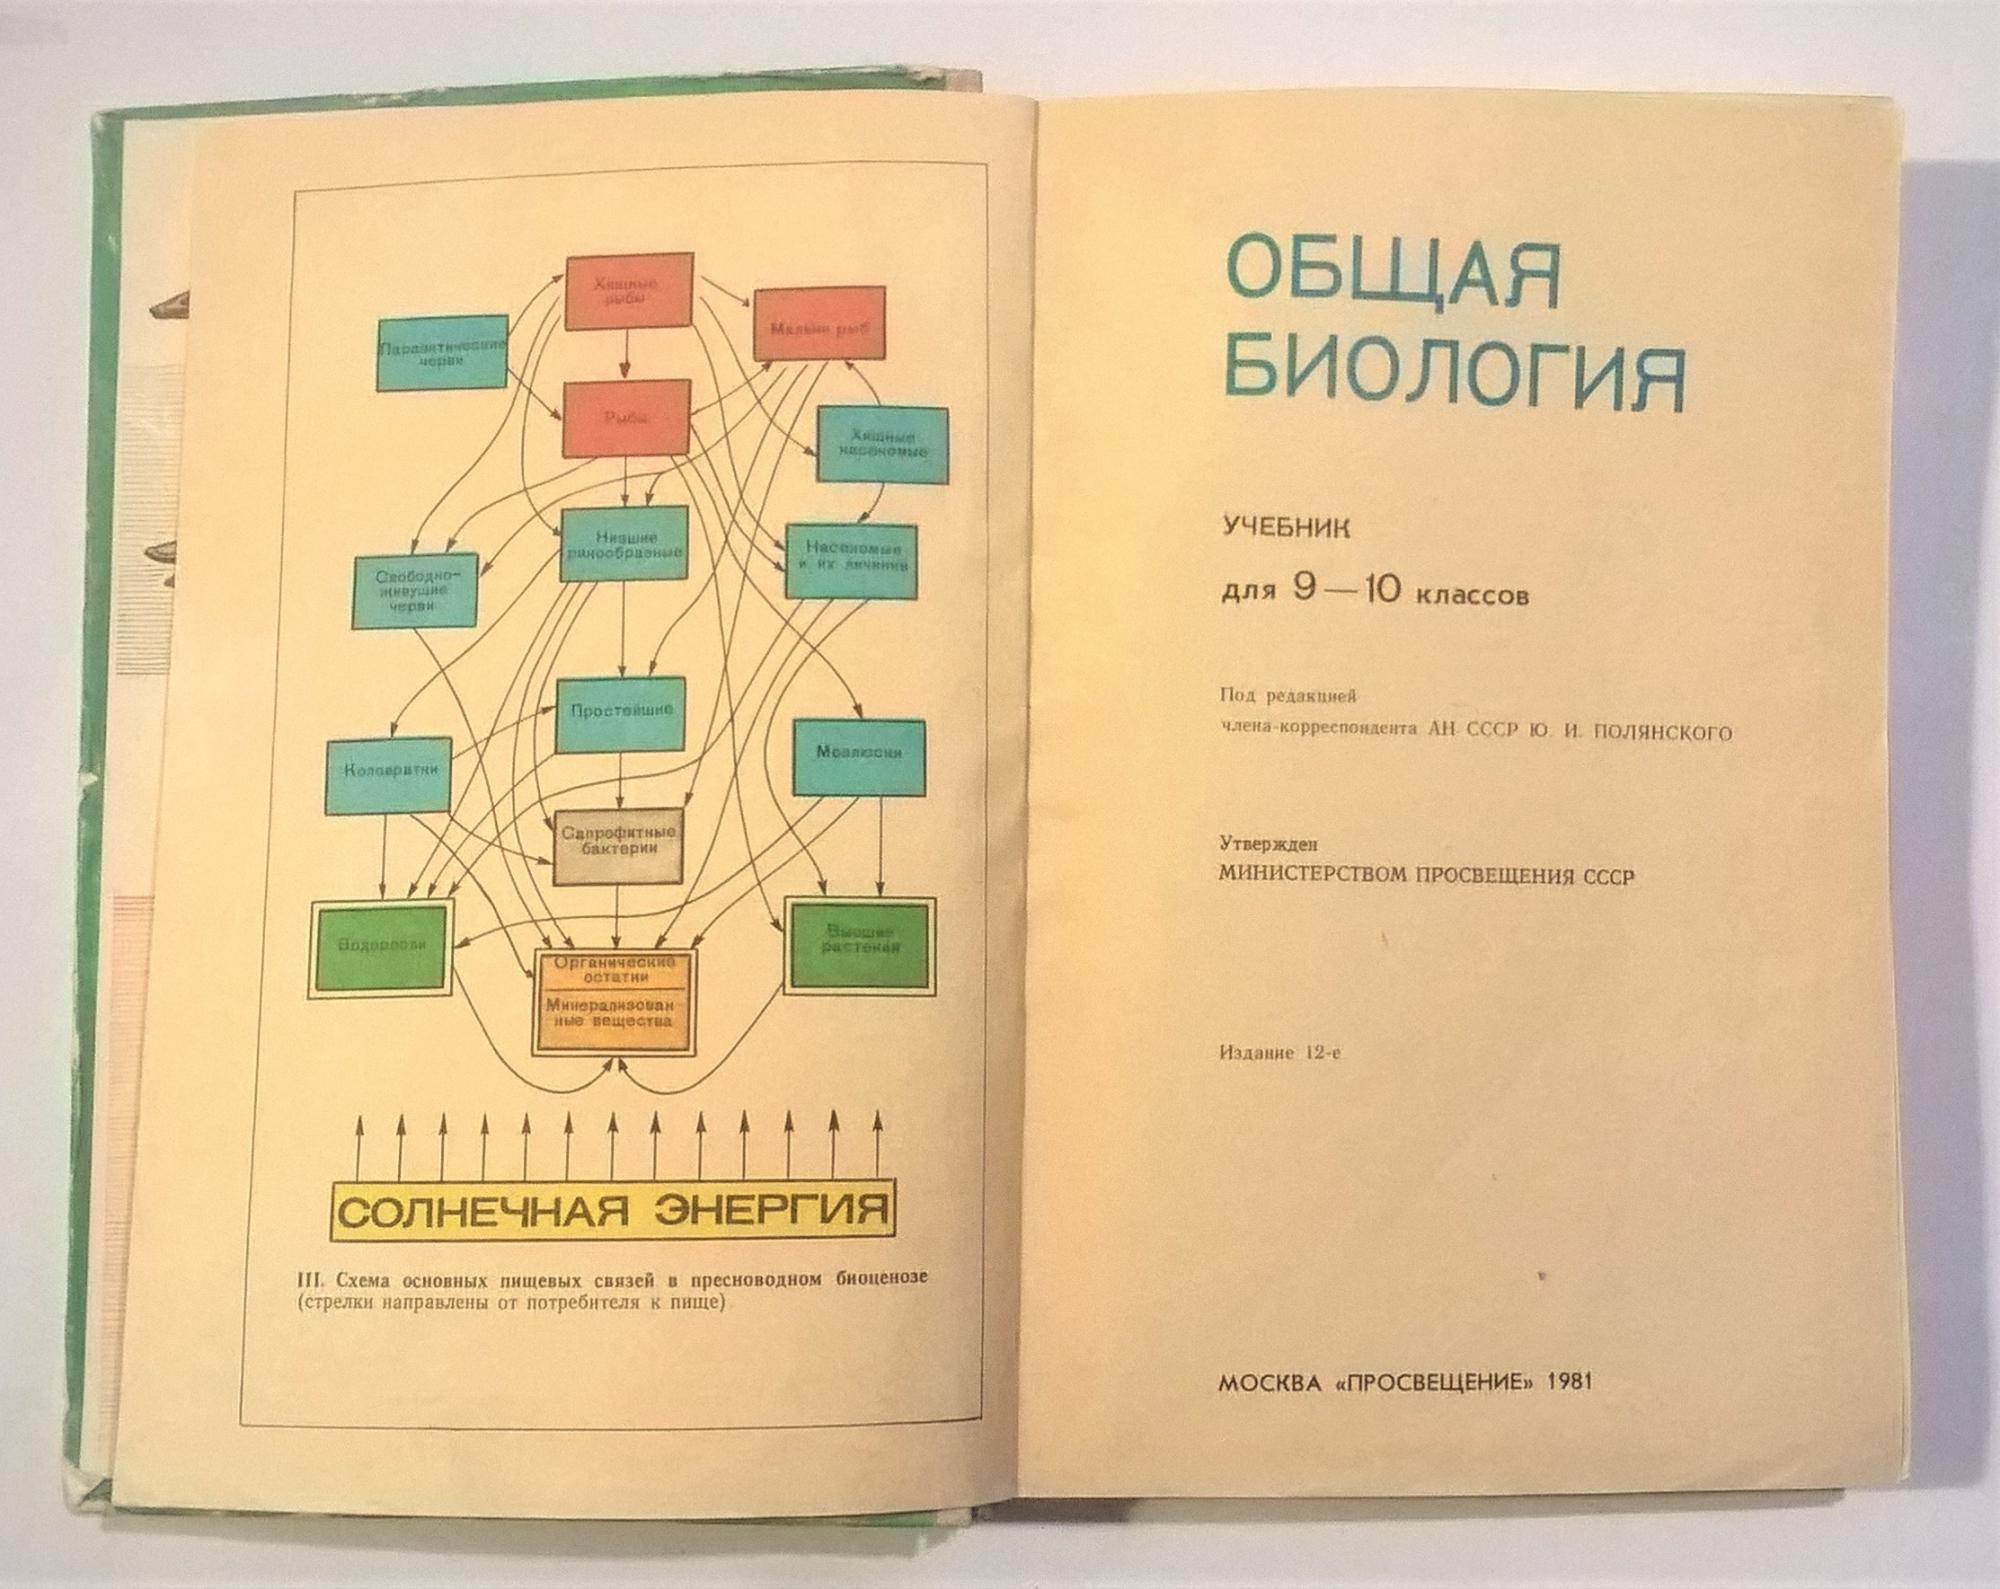 Хищные
рыбы
Мальки рыб
Паразитические
черви
Рыбы
Хищные
насекомые
Низшие
ракообразные
Насекомые
и их личинки
Свободно-
живущие
черви
Простейшие
Коловратки
Моллюски
Сапрофитные
бактерии
Водоросли
Высшие
растения
Органические
остатки
Минерализован
ные вещества
СОЛНЕЧНАЯ ЭНЕРГИЯ
III. Схема основных пищевых связей в пресноводном биоценозе
(стрелки направлены от потребителя к пище)
ОБЩАЯ
БИОЛОГИЯ
УЧЕБНИК
для 9—10 классов
Под редакцией
члена-корреспондента АН СССР Ю. И. ПОЛЯНСКОГО
Утвержден
МИНИСТЕРСТВОМ ПРОСВЕЩЕНИЯ СССР
Издание 12-е
МОСКВА «ПРОСВЕЩЕНИЕ» 1981